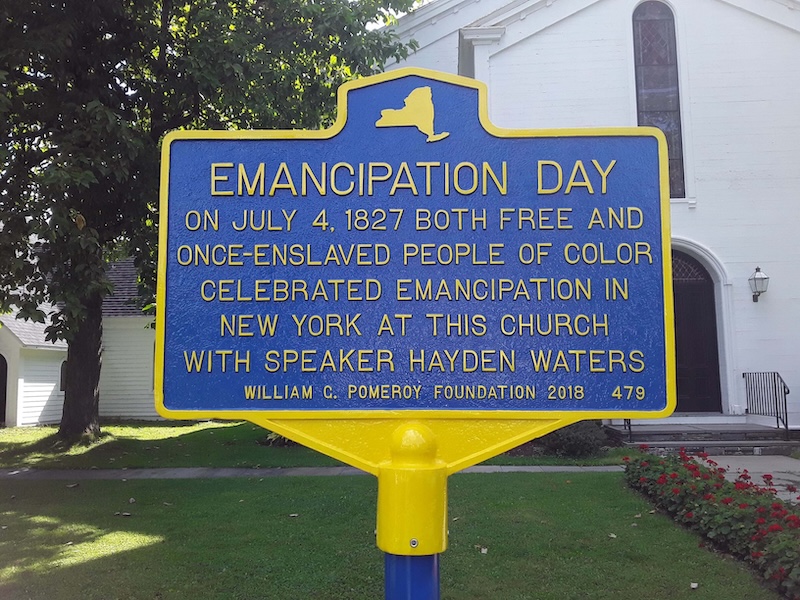 EMANCIPATION DAY
ON JULY 4, 1827 BOTH FREE AND
ONCE-ENSLAVED PEOPLE OF COLOR
CELEBRATED EMANCIPATION IN
NEW YORK AT THIS CHURCH
WITH SPEAKER HAYDEN WATERS
WILLIAM G. POMEROY FOUNDATION 2018 479